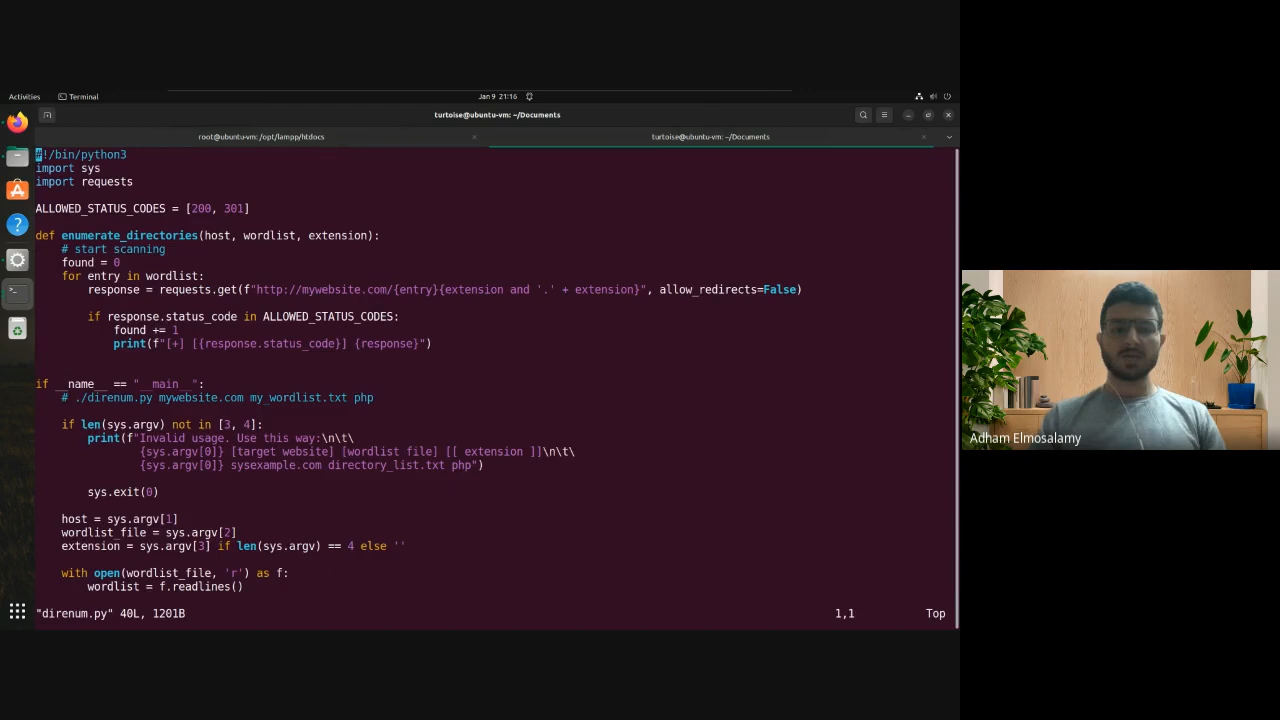 Activities
Terminal
Jan 9 21:16
turtoise@ubuntu-vm: ~/Documents
root@ubuntu-vm: /opt/lampp/htdocs
turtoise@ubuntu-vm: ~/Documents
#!/bin/python3
import sys
import requests
ALLOWED_STATUS_CODES = [200, 301]
def enumerate_directories(host, wordlist, extension):
    # start scanning
    found = 0
    for entry in wordlist:
        response = requests.get(f"http://mywebsite.com/{entry}{extension and '.' + extension}", allow_redirects=False)
        if response.status_code in ALLOWED_STATUS_CODES:
            found += 1
            print(f"[+] [{response.status_code}] {response}")
if __name__ == "__main__":
    # ./direnum.py mywebsite.com my_wordlist.txt php
    if len(sys.argv) not in [3, 4]:
        print(f"Invalid usage. Use this way:\n\t\
                {sys.argv[0]} [target website] [wordlist file] [[ extension ]]\n\t\
                {sys.argv[0]} sysexample.com directory_list.txt php")
        sys.exit(0)
    host = sys.argv[1]
    wordlist_file = sys.argv[2]
    extension = sys.argv[3] if len(sys.argv) == 4 else ''
    with open(wordlist_file, 'r') as f:
        wordlist = f.readlines()
"direnum.py" 40L, 1201B
1,1
Top
Adham Elmosalamy